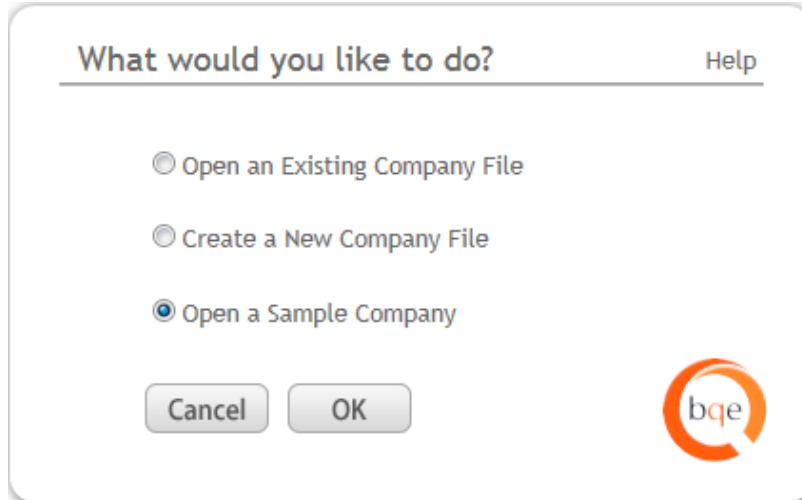 What would you like to do?
Help
Open an Existing Company File
Create a New Company File
Open a Sample Company
Cancel
OK
bqe